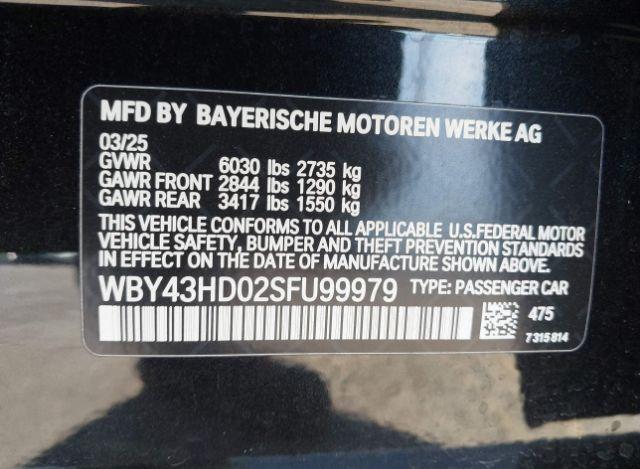 MFD BY BAYERISCHE MOTOREN WERKE AG
03/25
GVWR 6030 lbs 2735 kg
GAWR FRONT 2844 lbs 1290 kg
GAWR REAR 3417 lbs 1550 kg
THIS VEHICLE CONFORMS TO ALL APPLICABLE U.S.FEDERAL MOTOR
VEHICLE SAFETY, BUMPER AND THEFT PREVENTION STANDARDS
IN EFFECT ON THE DATE OF MANUFACTURE SHOWN ABOVE.
WBY43HD02SFU99979 TYPE: PASSENGER CAR
475
7315814